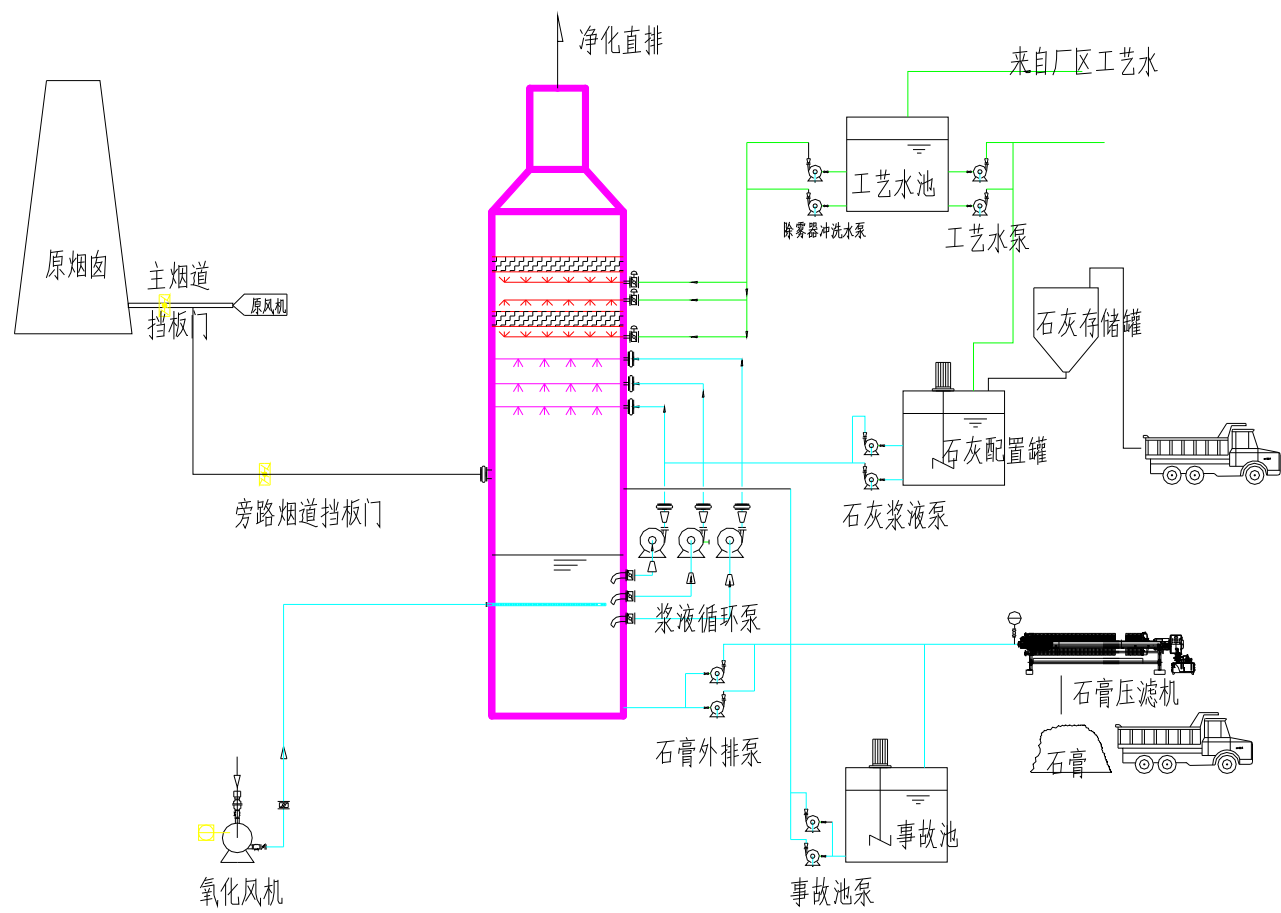 净化直排
来自厂区工艺水
工艺水池
除雾器冲洗水泵
工艺水泵
原烟囱
主烟道
挡板门
原风机
石灰存储罐
石灰配置罐
旁路烟道挡板门
石灰浆液泵
浆液循环泵
石膏压滤机
石膏外排泵
石膏
事故池
氧化风机
事故池泵